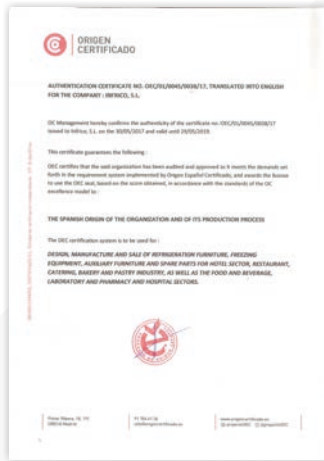 ORIGEN
CERTIFICADO
AUTHENTICATION CERTIFICATE NO. OEC/01/0045/0038/17, TRANSLATED INTO ENGLISH
FOR THE COMPANY : INFRICO, S.L.
OC Management hereby confirms the authenticity of the certificate no. OEC/01/0045/0038/17
issued to Infrico, S.L. on the 30/05/2017 and valid until 29/05/2019.
This certificate guarantees the following :
OEC certifies that the said organization has been audited and approved as it meets the demands set
forth in the requirement system implemented by Origen Español Certificado, and awards the license
to use the OEC seal, based on the score obtained, in accordance with the standards of the OC
excellence model to :
THE SPANISH ORIGIN OF THE ORGANIZATION AND OF ITS PRODUCTION PROCESS
The OEC certification system is to be used for :
DESIGN, MANUFACTURE AND SALE OF REFRIGERATION FURNITURE, FREEZING
EQUIPMENT, AUXILIARY FURNITURE AND SPARE PARTS FOR HOTEL SECTOR, RESTAURANT,
CATERING, BAKERY AND PASTRY INDUSTRY, AS WELL AS THE FOOD AND BEVERAGE,
LABORATORY AND PHARMACY AND HOSPITAL SECTORS.